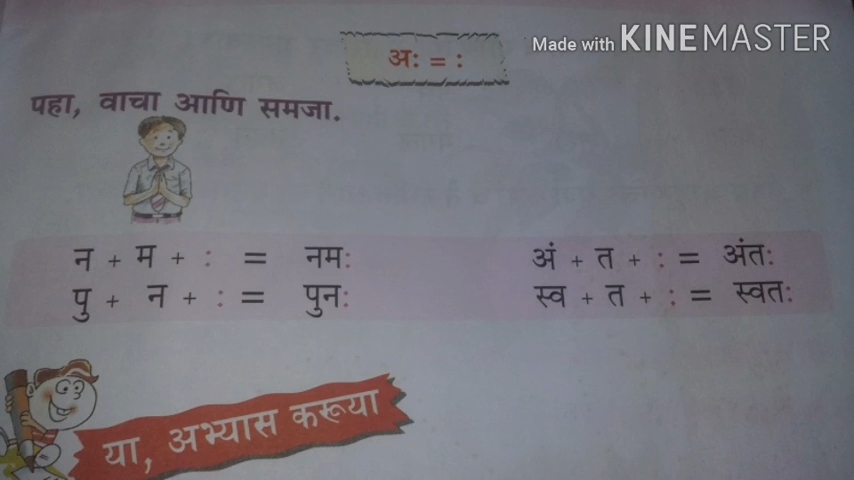 Made with KINEMASTER
अः = :
पहा, वाचा आणि समजा.
न + म + : = नमः
अं + त + : = अंतः
पु + न + : = पुनः
स्व + त + : = स्वतः
या, अभ्यास करूया